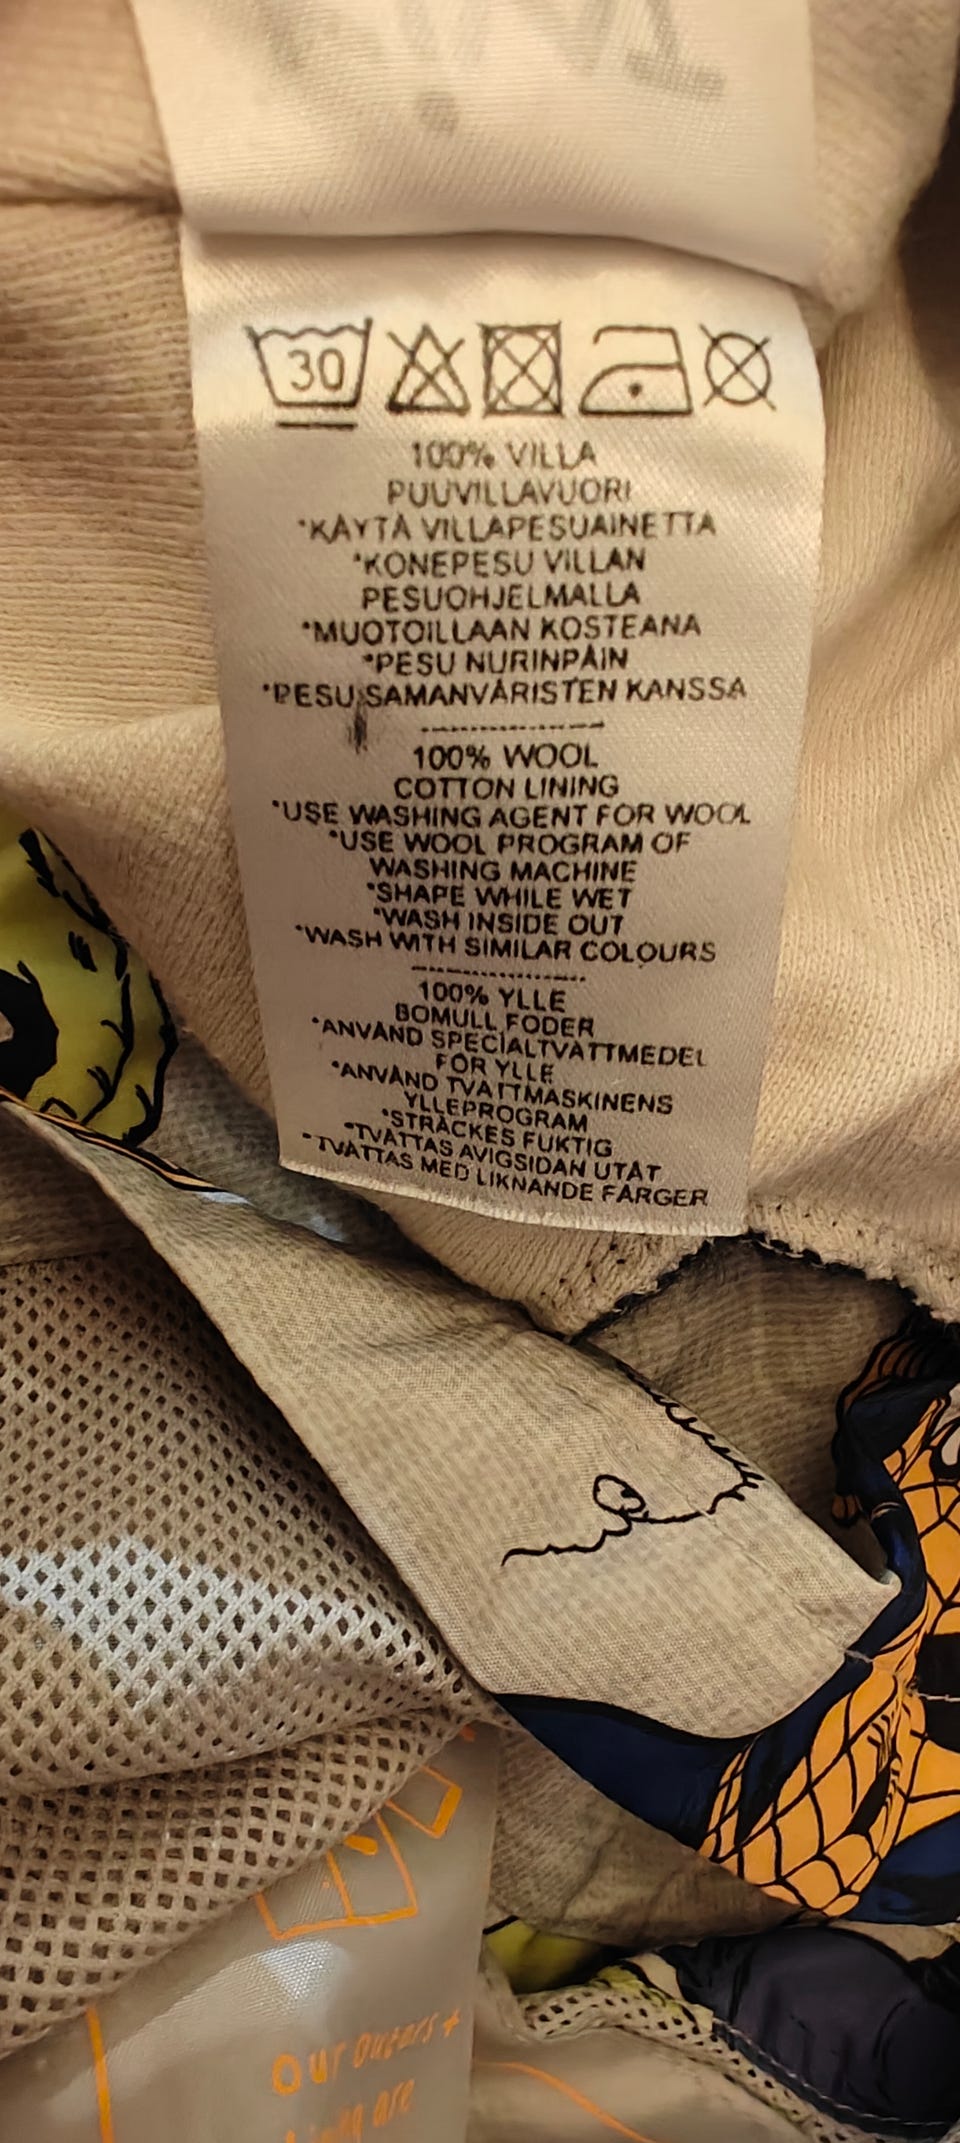 30
100% VILLA
PUUVILLAVUORI
*KÄYTÄ VILLAPESUAINETTA
*KONEPESU VILLAN
PESUOHJELMALLA
*MUOTOILLAAN KOSTEANA
*PESU NURINPÄIN
*PESU SAMANVÄRISTEN KANSSA
----------
100% WOOL
COTTON LINING
*USE WASHING AGENT FOR WOOL
*USE WOOL PROGRAM OF
WASHING MACHINE
*SHAPE WHILE WET
*WASH INSIDE OUT
*WASH WITH SIMILAR COLOURS
----------
100% YLLE
BOMULL FODER
*ANVÄND SPECIALTVÄTTMEDEL
FÖR YLLE
*ANVÄND TVÄTTMASKINENS
YLLEPROGRAM
*STRÄCKES FUKTIG
*TVÄTTAS AVIGSIDAN UTÅT
*TVÄTTAS MED LIKNANDE FÄRGER
our outers +
are